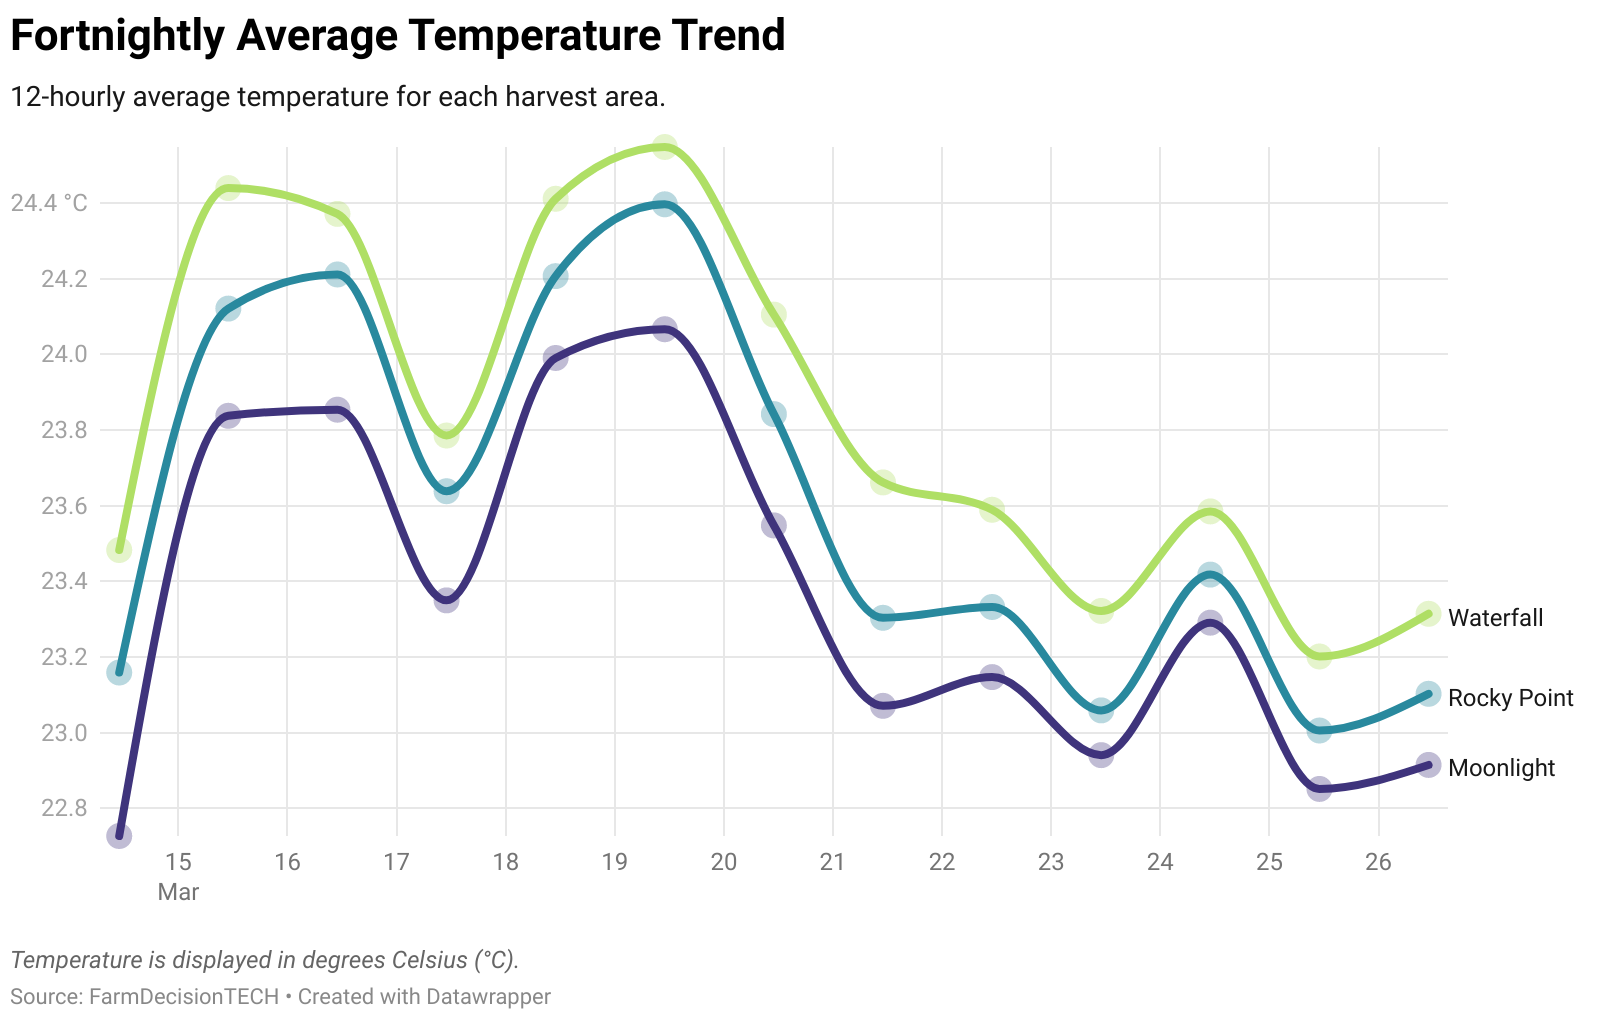 Fortnightly Average Temperature Trend
12-hourly average temperature for each harvest area.
24.4 °C
24.2
24.0
23.8
23.6
23.4
23.2
23.0
22.8
Waterfall
Rocky Point
Moonlight
15 16 17 18 19 20 21 22 23 24 25 26
Mar
Temperature is displayed in degrees Celsius (°C).
Source: FarmDecisionTECH • Created with Datawrapper